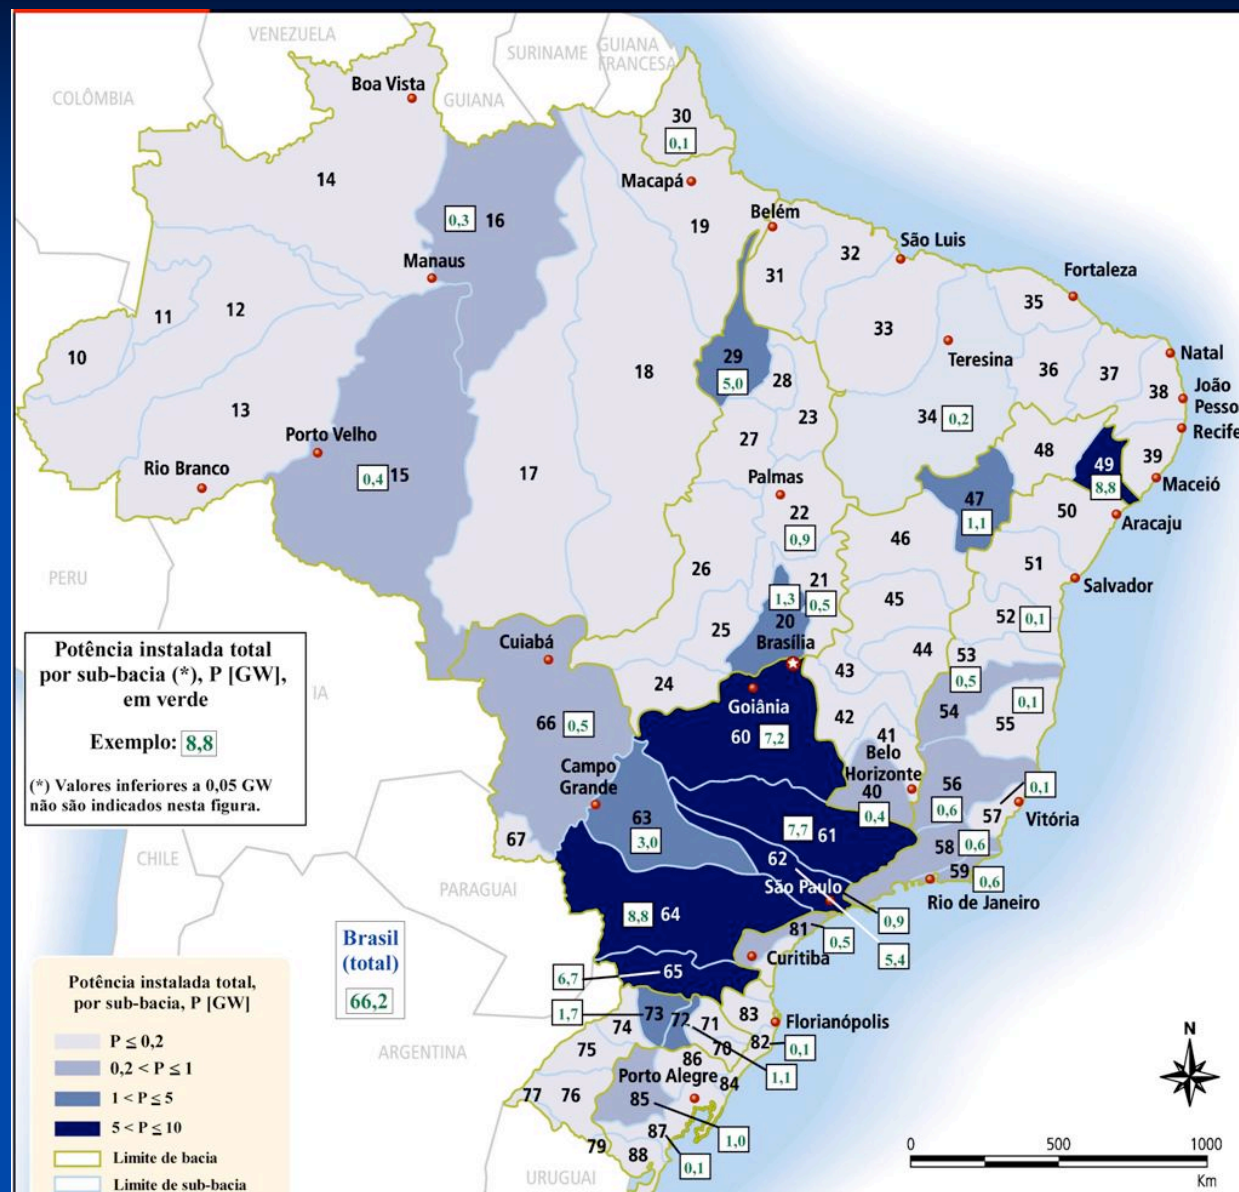 VENEZUELA
SURINAME
GUIANA
FRANCESA
COLÔMBIA
GUIANA
Boa Vista
30
0,1
14
Macapá
16
0,3
19
Belém
32
São Luis
Manaus
31
Fortaleza
35
11
12
33
10
Teresina
Natal
29
5,0
18
28
36
37
38
João
Pesso
13
23
34
0,2
Recife
Porto Velho
27
48
49
8,8
39
Rio Branco
15
0,4
17
Palmas
Maceió
22
0,9
47
1,1
50
Aracaju
46
PERU
26
21
0,5
1,3
20
51
Salvador
45
52
0,1
Brasília
25
Cuiabá
44
53
0,5
43
24
Goiânia
54
0,1
55
66
0,5
60
7,2
42
41
Belo
Horizonte
Campo
Grande
40
0,4
56
0,6
0,1
57
Vitória
63
3,0
7,7
61
67
58
0,6
62
59
0,6
São Paulo
Rio de Janeiro
0,9
8,8
64
81
0,5
5,4
Curitiba
6,7
65
1,7
73
72
71
83
Florianópolis
74
70
82
0,1
75
86
1,1
Porto Alegre
84
77
76
85
1,0
87
79
88
0,1
CHILE
PARAGUAI
ARGENTINA
URUGUAI
IA
Potência instalada total
por sub-bacia (*), P [GW],
em verde
Exemplo: 8,8
(*) Valores inferiores a 0,05 GW
não são indicados nesta figura.
Brasil
(total)
66,2
Potência instalada total,
por sub-bacia, P [GW]
P ≤ 0,2
0,2 < P ≤ 1
1 < P ≤ 5
5 < P ≤ 10
Limite de bacia
Limite de sub-bacia
N
0 500 1000
Km